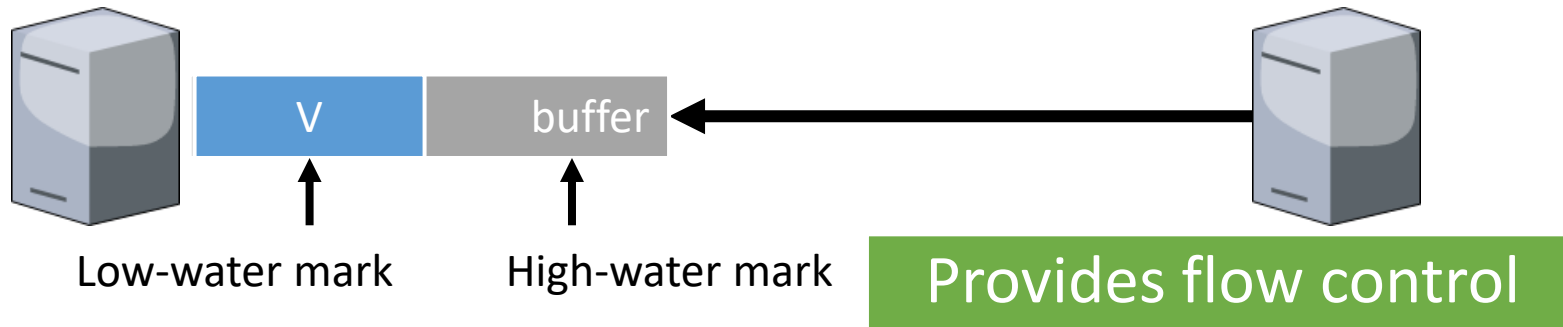 V
buffer
Low-water mark
High-water mark
Provides flow control